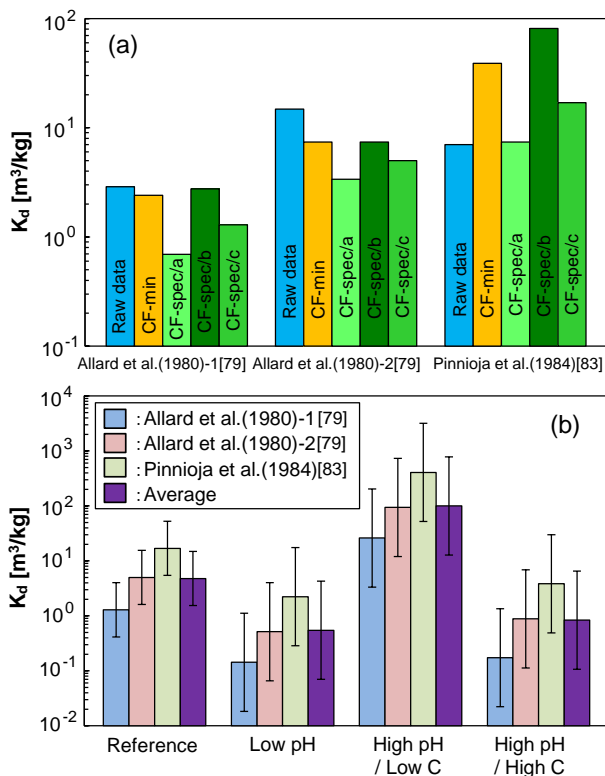 (a)
10²
10¹
10⁰
10⁻¹
K_d [m³/kg]
Raw data
CF-min
CF-spec/a
CF-spec/b
CF-spec/c
Raw data
CF-min
CF-spec/a
CF-spec/b
CF-spec/c
Raw data
CF-min
CF-spec/a
CF-spec/b
CF-spec/c
Allard et al.(1980)-1[79] Allard et al.(1980)-2[79] Pinnioja et al.(1984)[83]
(b)
10⁴
10³
10²
10¹
10⁰
10⁻¹
10⁻²
K_d [m³/kg]
:Allard et al.(1980)-1[79]
:Allard et al.(1980)-2[79]
:Pinnioja et al.(1984)[83]
:Average
Reference
Low pH
High pH
/ Low C
High pH
/ High C